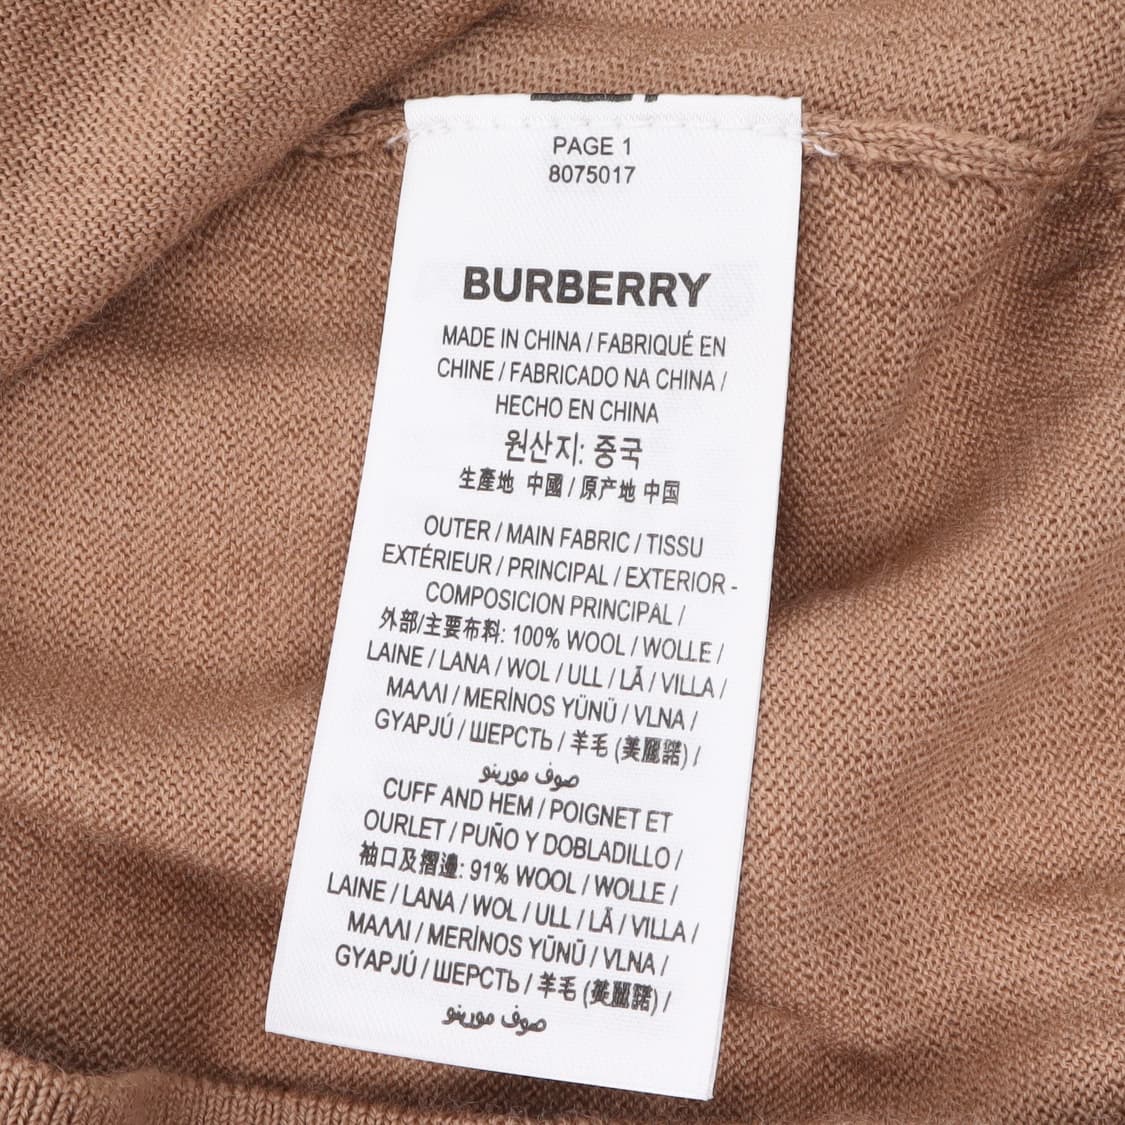 PAGE 1
8075017
BURBERRY
MADE IN CHINA / FABRIQUÉ EN
CHINE / FABRICADO NA CHINA /
HECHO EN CHINA
원산지: 중국
生產地 中國 / 原产地 中国
OUTER / MAIN FABRIC / TISSU
EXTÉRIEUR / PRINCIPAL / EXTERIOR -
COMPOSICION PRINCIPAL /
外部/主要布料: 100% WOOL / WOLLE /
LAINE / LANA / WOL / ULL / LÃ / VILLA /
ΜΑΛΛΙ / MERİNOS YÜNÜ / VLNA /
GYAPJÚ / ШЕРСТЬ / 羊毛 (美麗諾) /
صوف مورينو
CUFF AND HEM / POIGNET ET
OURLET / PUÑO Y DOBLADILLO /
袖口及摺邊: 91% WOOL / WOLLE /
LAINE / LANA / WOL / ULL / LÃ / VILLA /
ΜΑΛΛΙ / MERİNOS YÜNÜ / VLNA /
GYAPJÚ / ШЕРСТЬ / 羊毛 (美麗諾) /
صوف مورينو